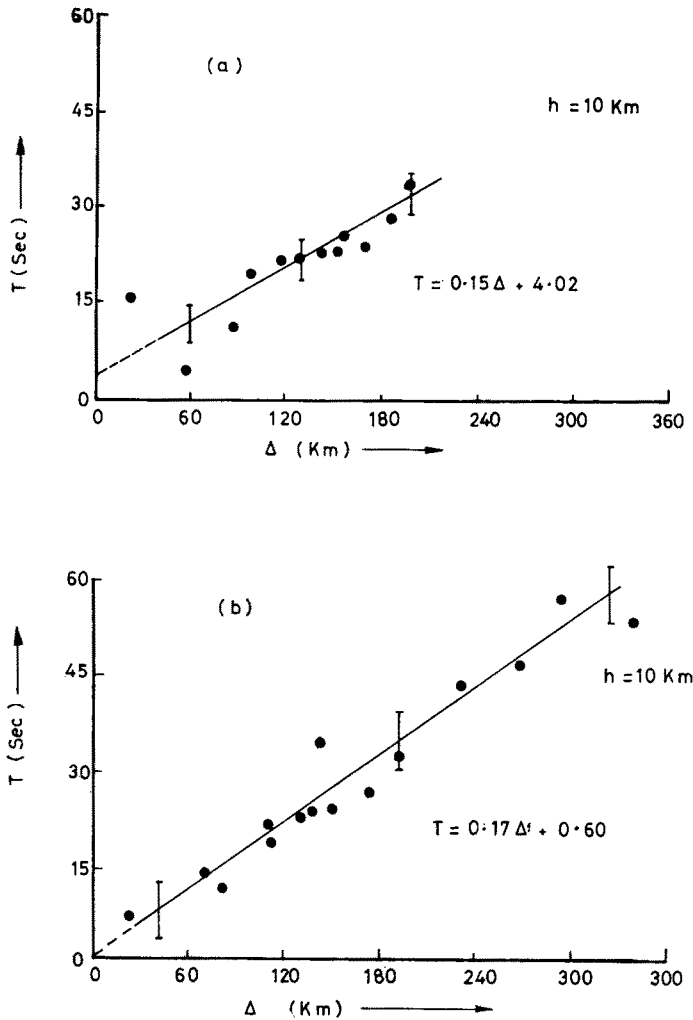 60
(a)
h = 10 Km
45
30
T (Sec)
T = 0.15 Δ + 4.02
15
0
0 60 120 180 240 300 360
Δ (Km)
60
(b)
45
h = 10 Km
T (Sec)
30
T = 0.17 Δ + 0.60
15
0
0 60 120 180 240 300 300
Δ (Km)